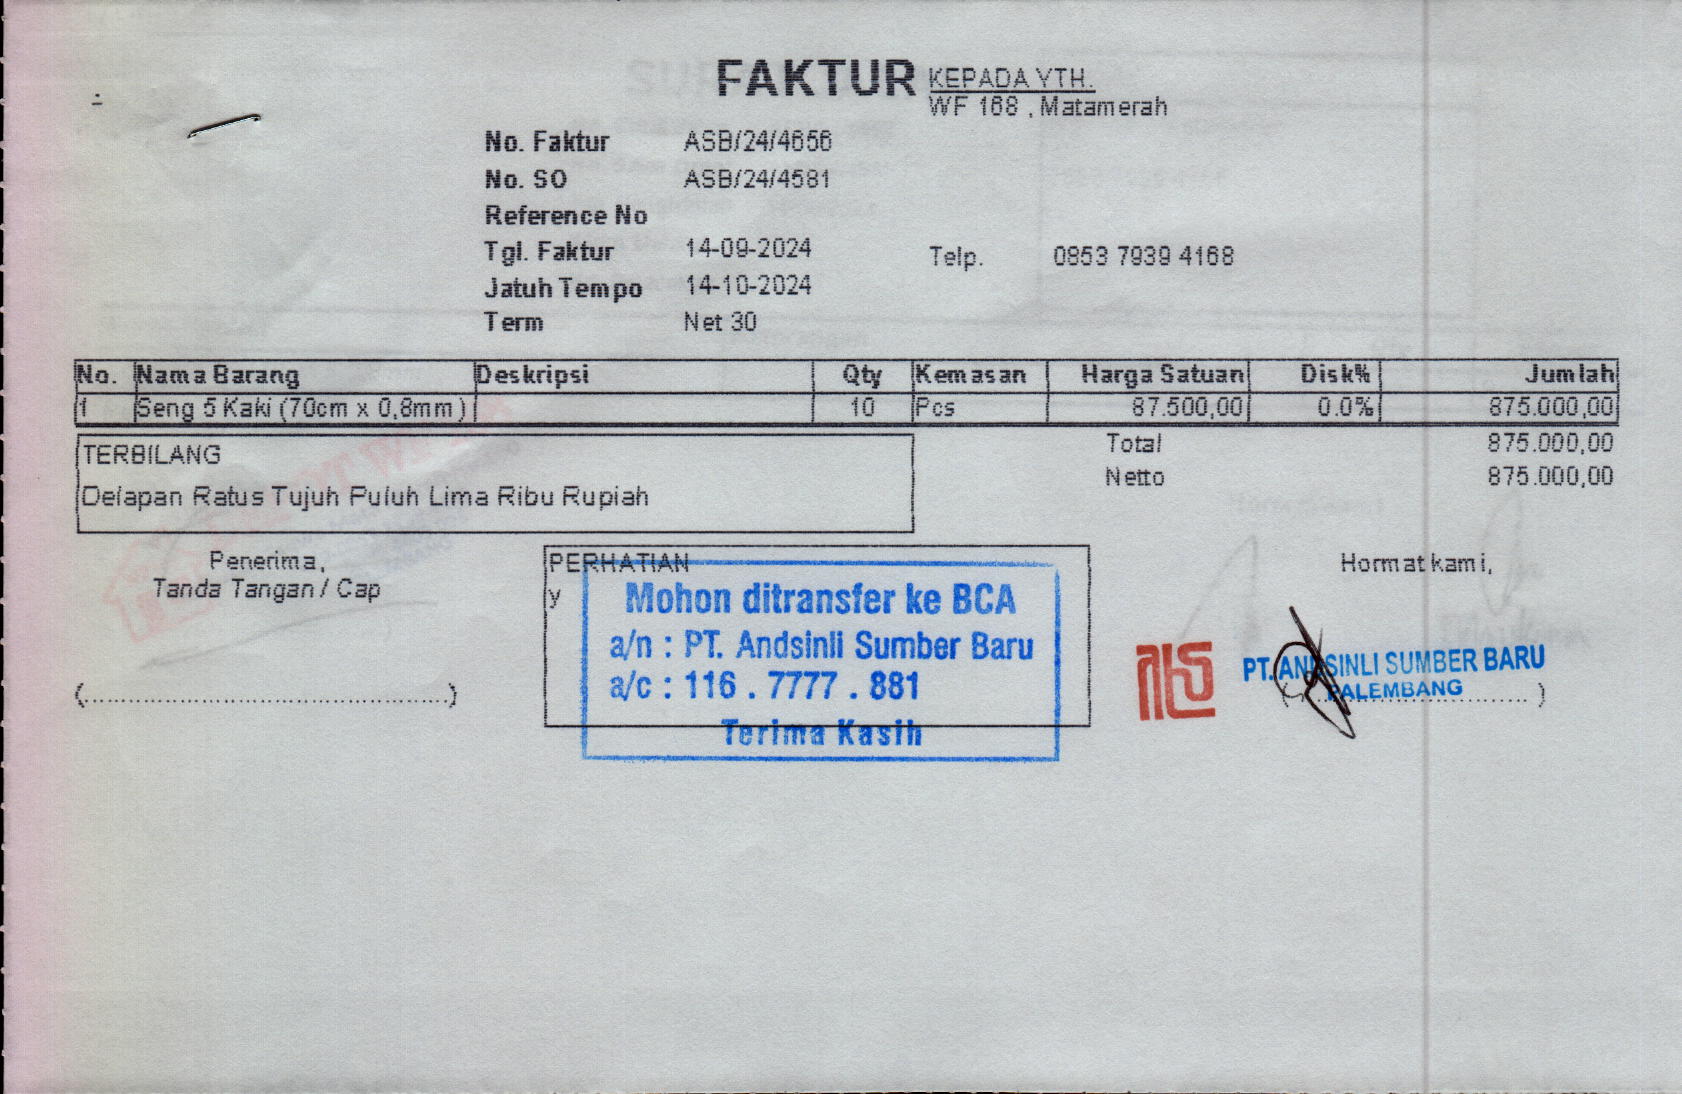 FAKTUR
KEPADA YTH.
WF 168 , Matamerah
No. Faktur ASB/24/4656
No. SO ASB/24/4581
Reference No
Tgl. Faktur 14-09-2024
Telp. 0853 7939 4168
Jatuh Tempo 14-10-2024
Term Net 30
No. Nama Barang Deskripsi Qty Kemasan Harga Satuan Disk% Jumlah
1 Seng 5 Kaki (70cm x 0,8mm) 10 Pcs 87.500,00 0.0% 875.000,00
TERBILANG
Delapan Ratus Tujuh Puluh Lima Ribu Rupiah
Total 875.000,00
Netto 875.000,00
Penerima,
Tanda Tangan / Cap
(..................................................)
PERHATIAN
y
Mohon ditransfer ke BCA
a/n : PT. Andsinli Sumber Baru
a/c : 116 . 7777 . 881
Terima Kasih
Hormat kami,
PT. ANDSINLI SUMBER BARU
PALEMBANG